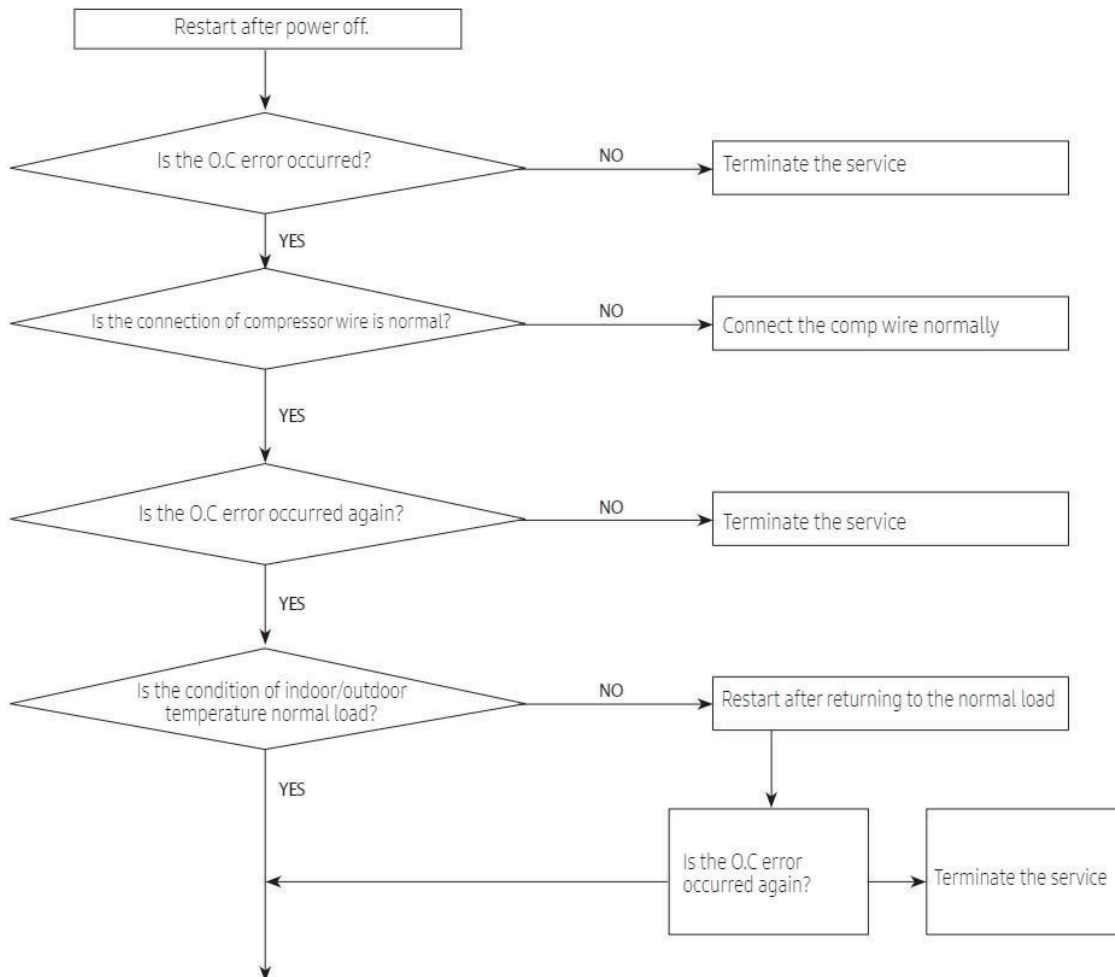 Restart after power off.
Is the O.C error occurred?
NO
Terminate the service
YES
Is the connection of compressor wire is normal?
NO
Connect the comp wire normally
YES
Is the O.C error occurred again?
NO
Terminate the service
YES
Is the condition of indoor/outdoor
temperature normal load?
NO
Restart after returning to the normal load
YES
Is the O.C error
occurred again?
Terminate the service